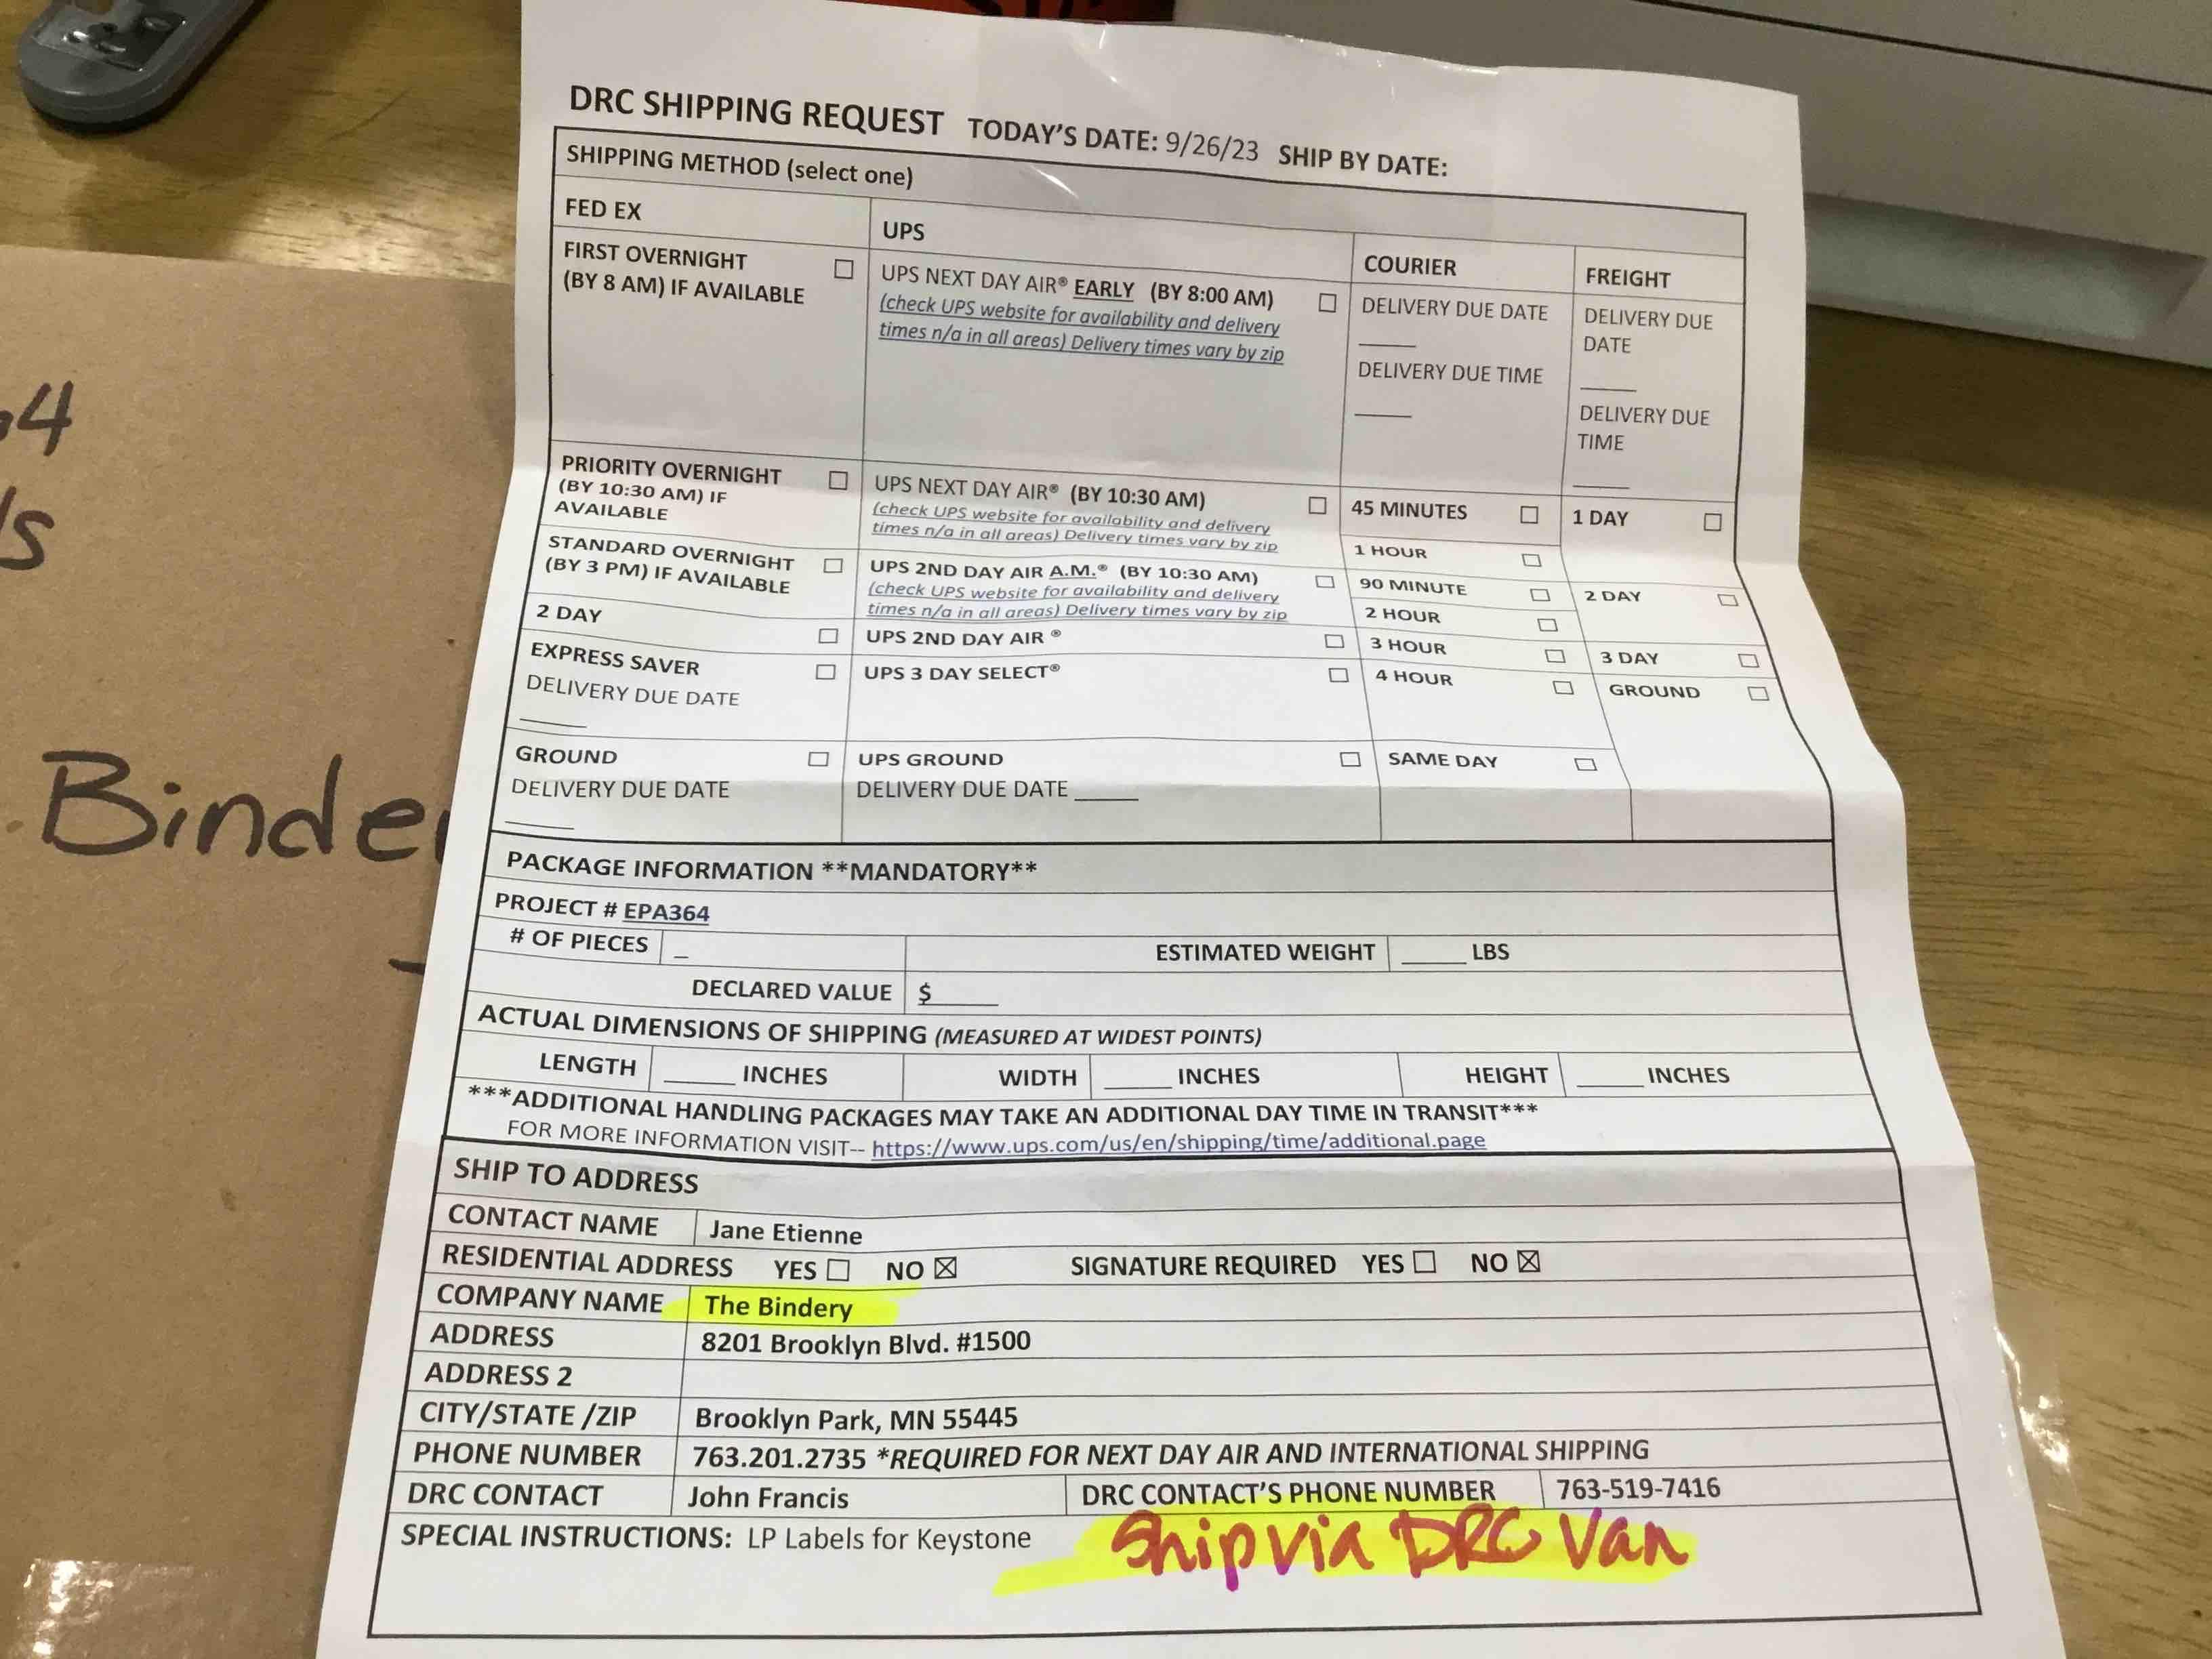 DRC SHIPPING REQUEST TODAY'S DATE: 9/26/23 SHIP BY DATE:
SHIPPING METHOD (select one)
FED EX
UPS
COURIER
FREIGHT
FIRST OVERNIGHT
(BY 8 AM) IF AVAILABLE ☐
UPS NEXT DAY AIR® EARLY (BY 8:00 AM) ☐
(check UPS website for availability and delivery
times n/a in all areas) Delivery times vary by zip
DELIVERY DUE DATE
____
DELIVERY DUE TIME
____
DELIVERY DUE
DATE
____
DELIVERY DUE
TIME
____
PRIORITY OVERNIGHT ☐
(BY 10:30 AM) IF
AVAILABLE
UPS NEXT DAY AIR® (BY 10:30 AM) ☐
(check UPS website for availability and delivery
times n/a in all areas) Delivery times vary by zip
45 MINUTES ☐
1 DAY ☐
1 HOUR ☐
STANDARD OVERNIGHT ☐
(BY 3 PM) IF AVAILABLE
UPS 2ND DAY AIR A.M.® (BY 10:30 AM) ☐
(check UPS website for availability and delivery
times n/a in all areas) Delivery times vary by zip
90 MINUTE ☐
2 DAY ☐
2 HOUR ☐
2 DAY ☐
UPS 2ND DAY AIR ® ☐
3 HOUR ☐
3 DAY ☐
EXPRESS SAVER ☐
DELIVERY DUE DATE
____
UPS 3 DAY SELECT® ☐
4 HOUR ☐
GROUND ☐
GROUND ☐
DELIVERY DUE DATE
____
UPS GROUND ☐
DELIVERY DUE DATE ____
SAME DAY ☐
PACKAGE INFORMATION **MANDATORY**
PROJECT # EPA364
# OF PIECES _ ESTIMATED WEIGHT ____ LBS
DECLARED VALUE $____
ACTUAL DIMENSIONS OF SHIPPING (MEASURED AT WIDEST POINTS)
LENGTH ____ INCHES WIDTH ____ INCHES HEIGHT ____ INCHES
***ADDITIONAL HANDLING PACKAGES MAY TAKE AN ADDITIONAL DAY TIME IN TRANSIT***
FOR MORE INFORMATION VISIT-- https://www.ups.com/us/en/shipping/time/additional.page
SHIP TO ADDRESS
CONTACT NAME Jane Etienne
RESIDENTIAL ADDRESS YES ☐ NO ☒ SIGNATURE REQUIRED YES ☐ NO ☒
COMPANY NAME The Bindery
ADDRESS 8201 Brooklyn Blvd. #1500
ADDRESS 2
CITY/STATE /ZIP Brooklyn Park, MN 55445
PHONE NUMBER 763.201.2735 *REQUIRED FOR NEXT DAY AIR AND INTERNATIONAL SHIPPING
DRC CONTACT John Francis DRC CONTACT'S PHONE NUMBER 763-519-7416
SPECIAL INSTRUCTIONS: LP Labels for Keystone
Ship via DRC Van